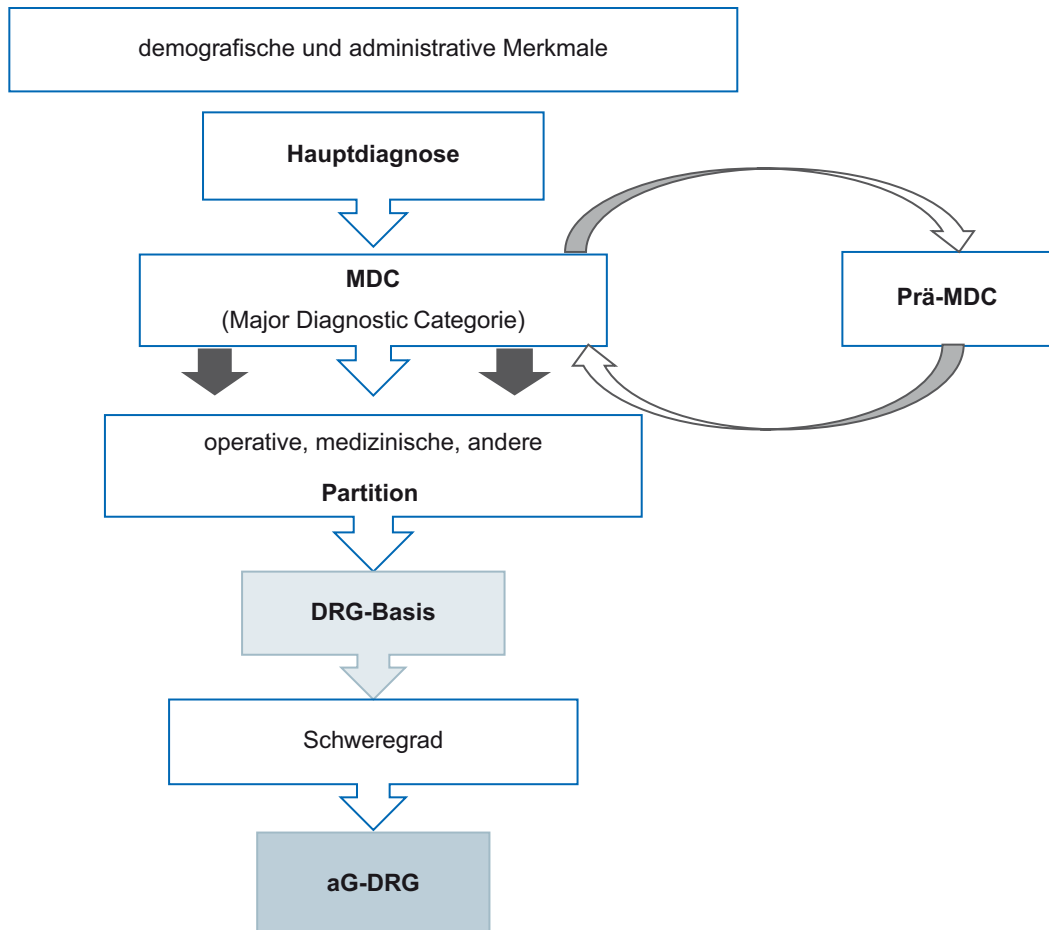 demografische und administrative Merkmale
Hauptdiagnose
MDC
(Major Diagnostic Categorie)
Prä-MDC
operative, medizinische, andere
Partition
DRG-Basis
Schweregrad
aG-DRG